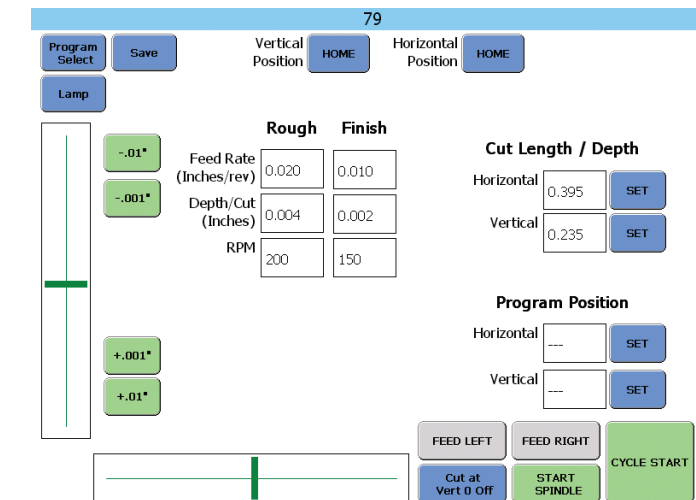 79
Program
Select
Save
Vertical
Position
HOME
Horizontal
Position
HOME
Lamp
Rough Finish
-.01"
-.001"
Feed Rate
(Inches/rev)
0.020
0.010
Depth/Cut
(Inches)
0.004
0.002
RPM
200
150
Cut Length / Depth
Horizontal
0.395
SET
Vertical
0.235
SET
Program Position
Horizontal
---
SET
Vertical
---
SET
+.001"
+.01"
FEED LEFT
FEED RIGHT
CYCLE START
Cut at
Vert 0 Off
START
SPINDLE